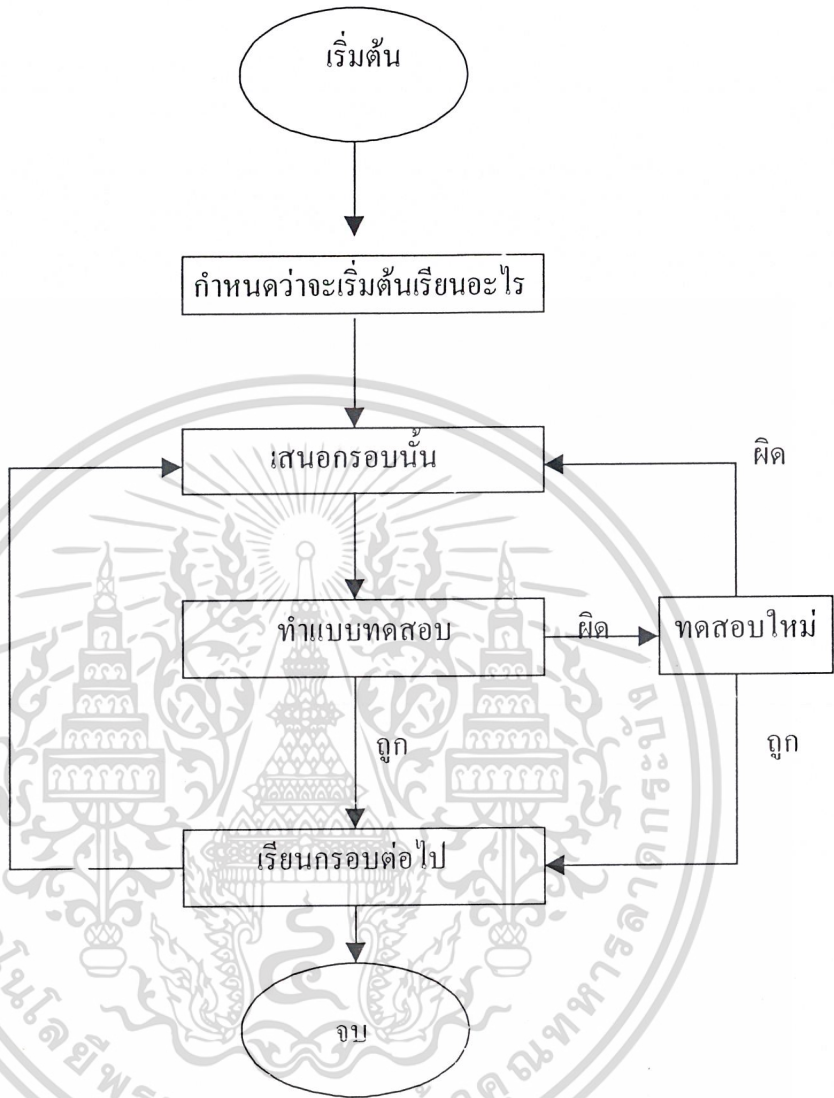 เริ่มต้น
กำหนดว่าจะเริ่มต้นเรียนอะไร
เสนอกรอบนั้น
ผิด
ทำแบบทดสอบ
ผิด
ทดสอบใหม่
ถูก
ถูก
เรียนกรอบต่อไป
จบ